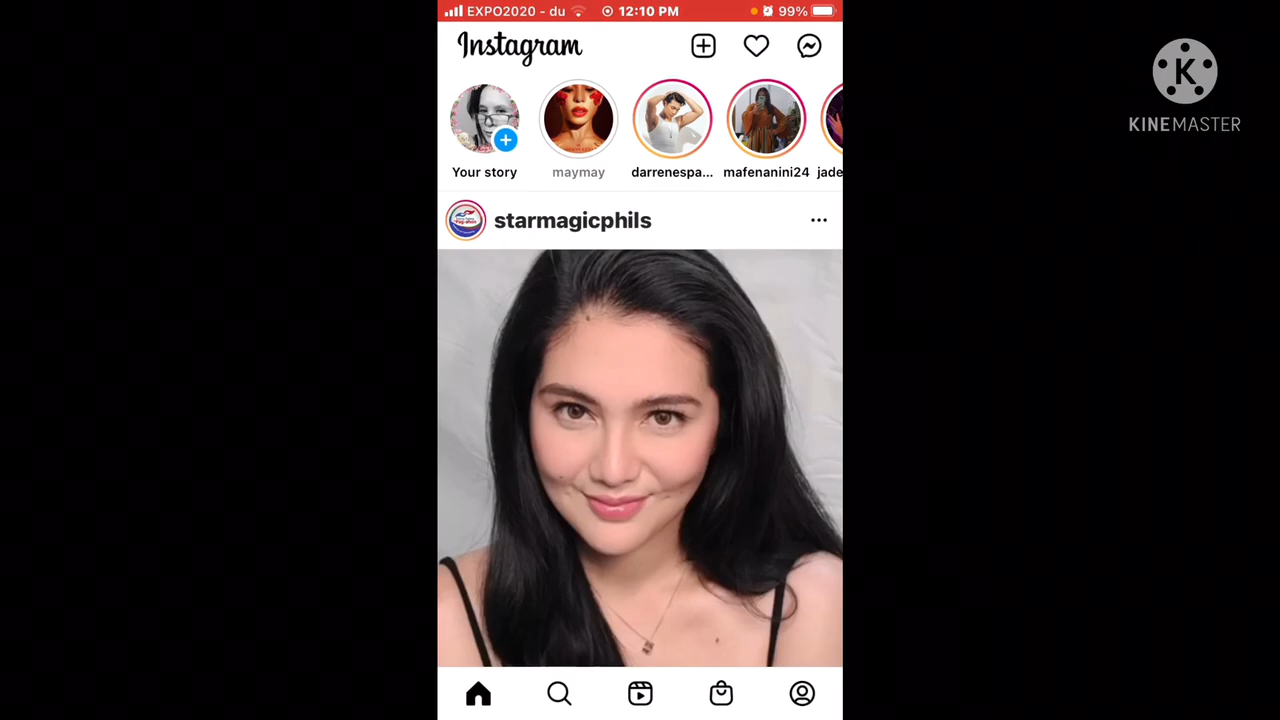 EXPO2020 - du 12:10 PM 99%
Instagram
Your story maymay darrenespa... mafenanini24 jade
starmagicphils
K
KINEMASTER